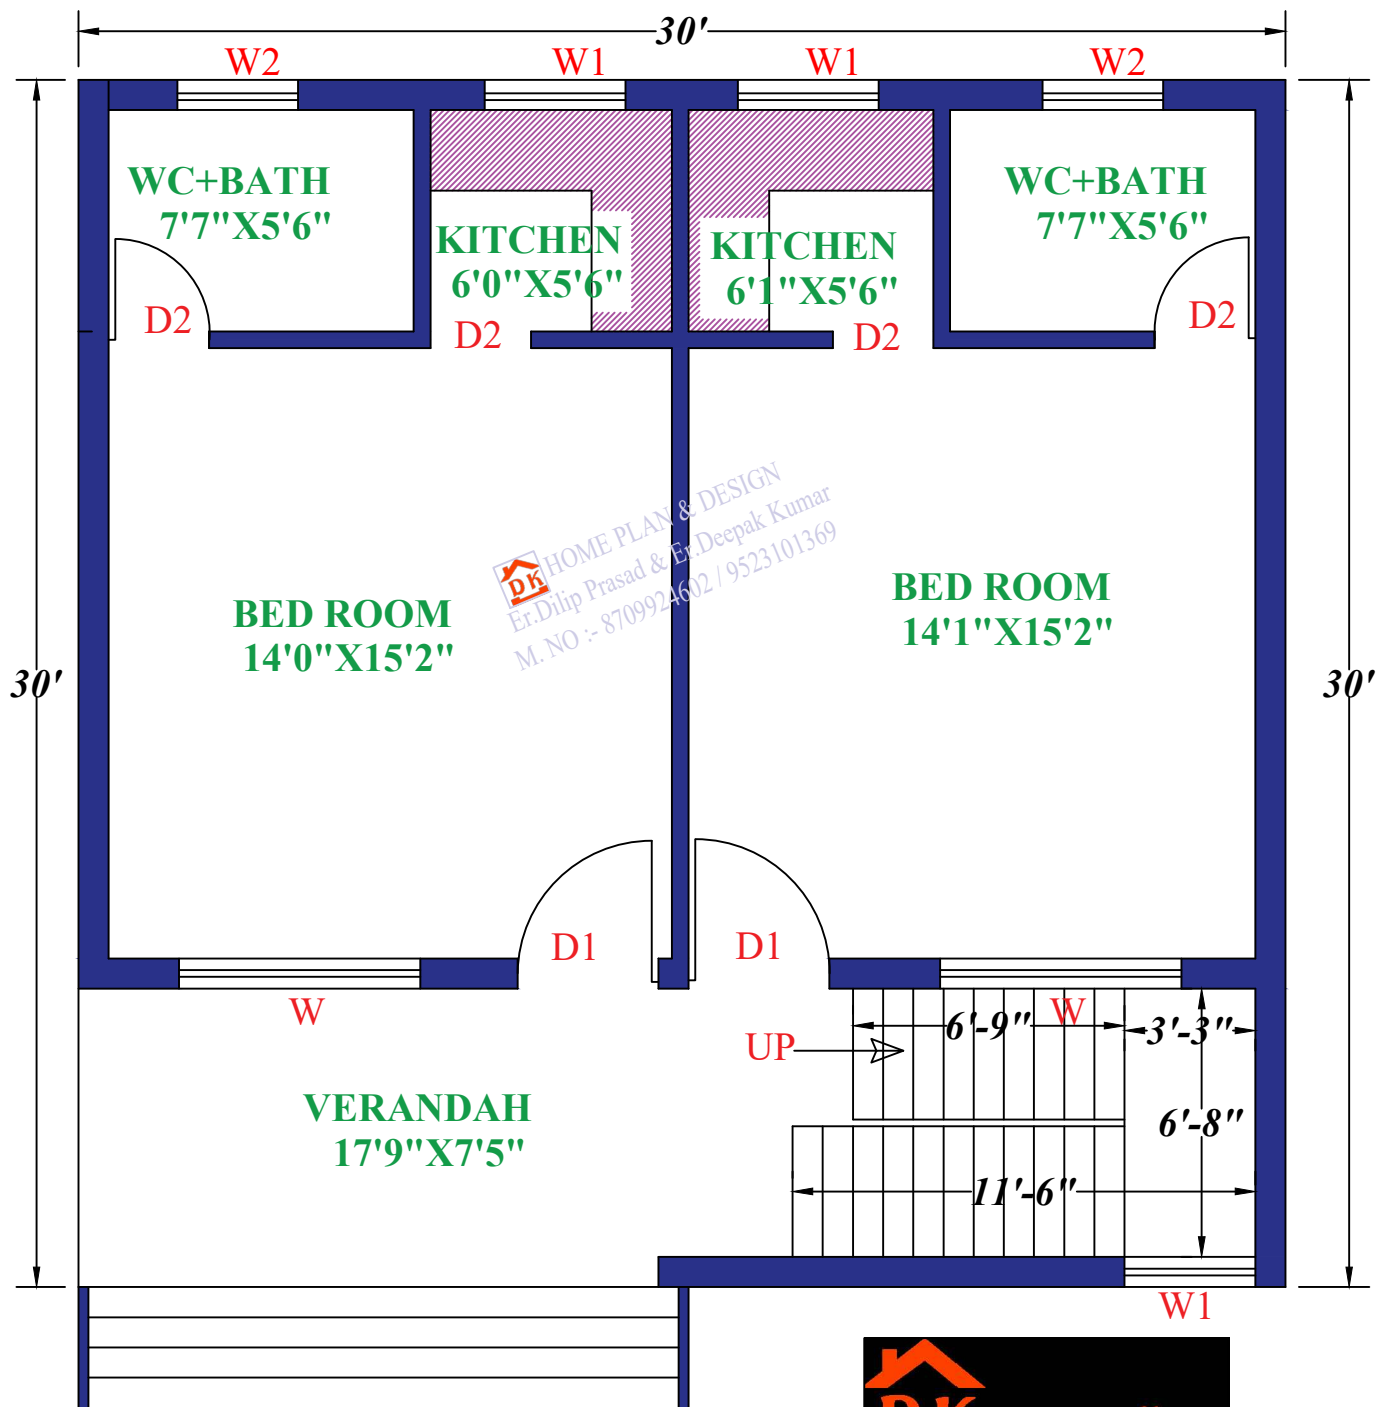 30'
W2
W1
W1
W2
WC+BATH
7'7"X5'6"
KITCHEN
6'0"X5'6"
KITCHEN
6'1"X5'6"
WC+BATH
7'7"X5'6"
D2
D2
D2
D2
HOME PLAN & DESIGN
DK
Er.Dilip Prasad & Er.Deepak Kumar
M. NO :- 8709924602 / 9523101369
BED ROOM
14'0"X15'2"
BED ROOM
14'1"X15'2"
30'
30'
D1
D1
W
W
6'-9"
3'-3"
UP
VERANDAH
17'9"X7'5"
6'-8"
11'-6"
W1
DK